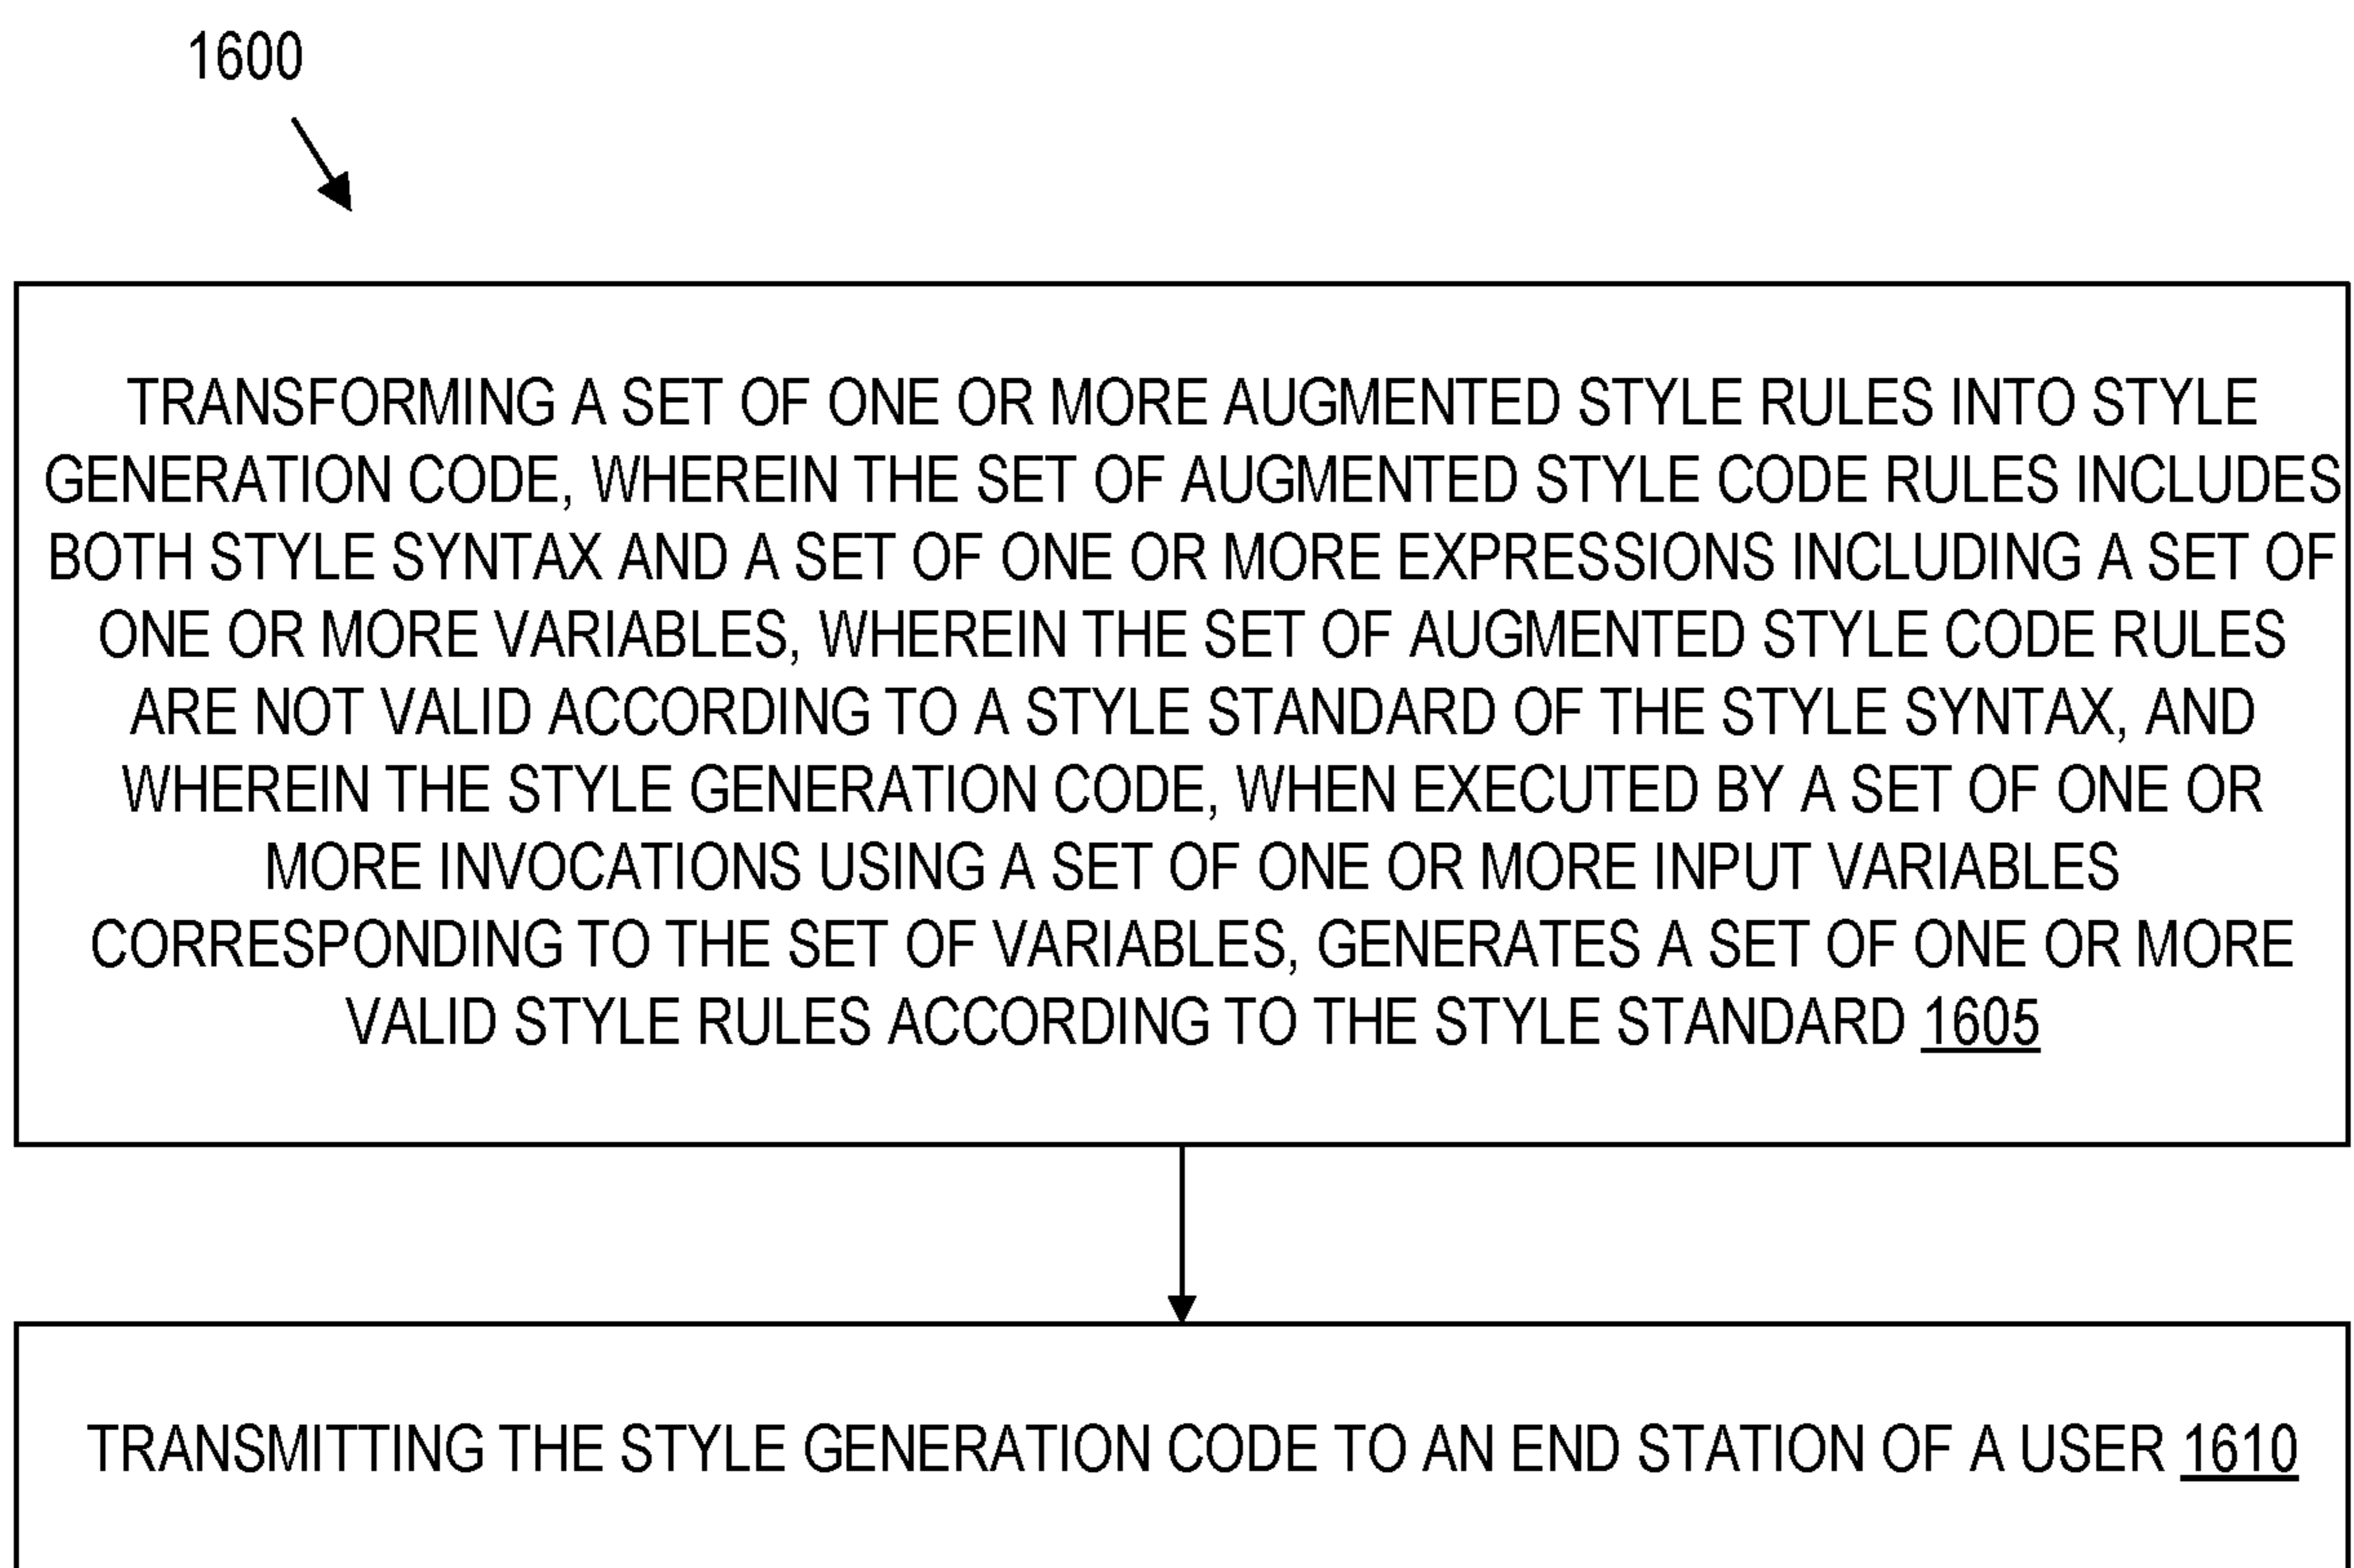 1600
TRANSFORMING A SET OF ONE OR MORE AUGMENTED STYLE RULES INTO STYLE
GENERATION CODE, WHEREIN THE SET OF AUGMENTED STYLE CODE RULES INCLUDES
BOTH STYLE SYNTAX AND A SET OF ONE OR MORE EXPRESSIONS INCLUDING A SET OF
ONE OR MORE VARIABLES, WHEREIN THE SET OF AUGMENTED STYLE CODE RULES
ARE NOT VALID ACCORDING TO A STYLE STANDARD OF THE STYLE SYNTAX, AND
WHEREIN THE STYLE GENERATION CODE, WHEN EXECUTED BY A SET OF ONE OR
MORE INVOCATIONS USING A SET OF ONE OR MORE INPUT VARIABLES
CORRESPONDING TO THE SET OF VARIABLES, GENERATES A SET OF ONE OR MORE
VALID STYLE RULES ACCORDING TO THE STYLE STANDARD 1605
TRANSMITTING THE STYLE GENERATION CODE TO AN END STATION OF A USER 1610